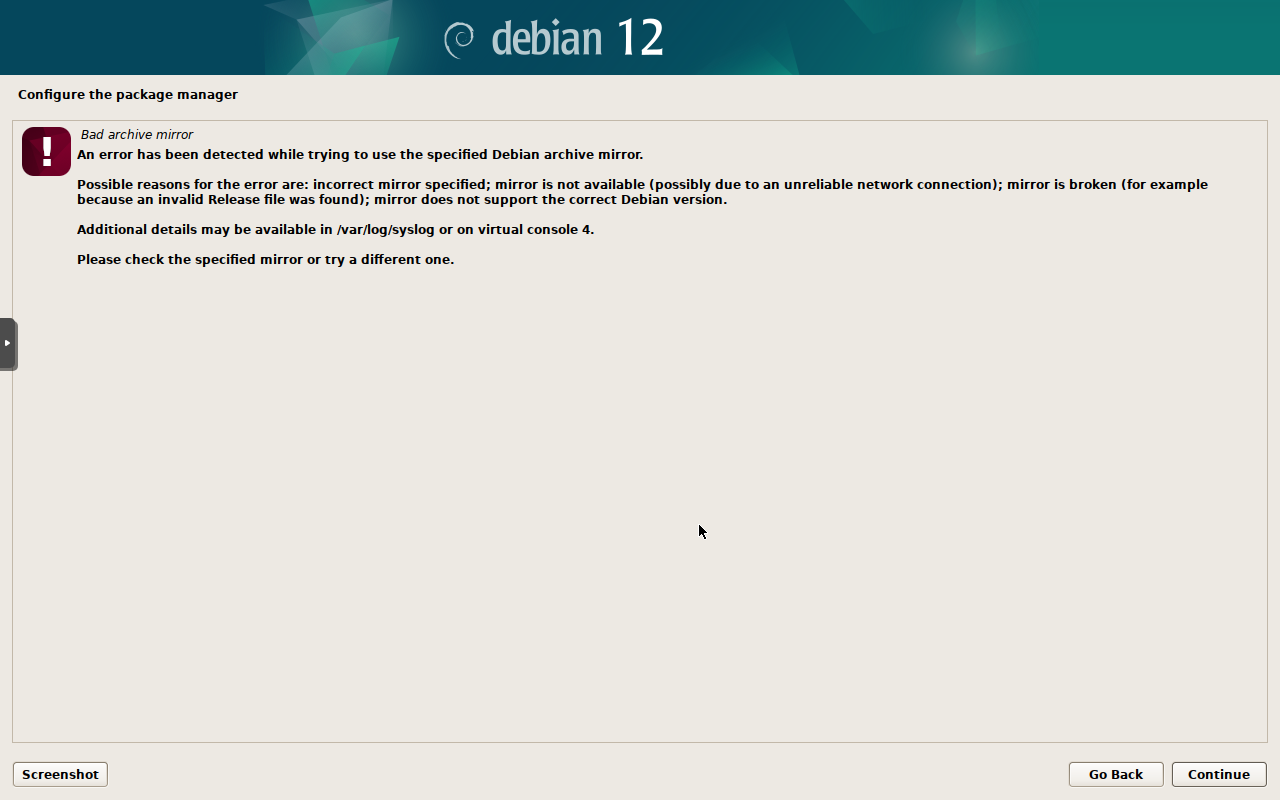 debian 12
Configure the package manager
!
Bad archive mirror
An error has been detected while trying to use the specified Debian archive mirror.
Possible reasons for the error are: incorrect mirror specified; mirror is not available (possibly due to an unreliable network connection); mirror is broken (for example
because an invalid Release file was found); mirror does not support the correct Debian version.
Additional details may be available in /var/log/syslog or on virtual console 4.
Please check the specified mirror or try a different one.
Screenshot
Go Back
Continue